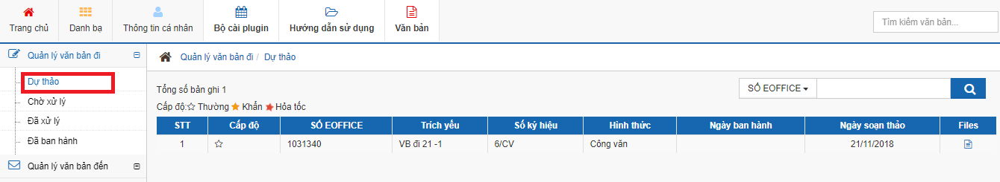 Trang chủ
Danh bạ
Thông tin cá nhân
Bộ cài plugin
Hướng dẫn sử dụng
Văn bản
Tìm kiếm văn bản...
Quản lý văn bản đi
Dự thảo
Chờ xử lý
Đã xử lý
Đã ban hành
Quản lý văn bản đến
Quản lý văn bản đi / Dự thảo
Tổng số bản ghi 1
SỐ EOFFICE
Cấp độ: Thường Khẩn Hỏa tốc
STT Cấp độ SỐ EOFFICE Trích yếu Số ký hiệu Hình thức Ngày ban hành Ngày soạn thảo Files
1 1031340 VB đi 21 -1 6/CV Công văn 21/11/2018